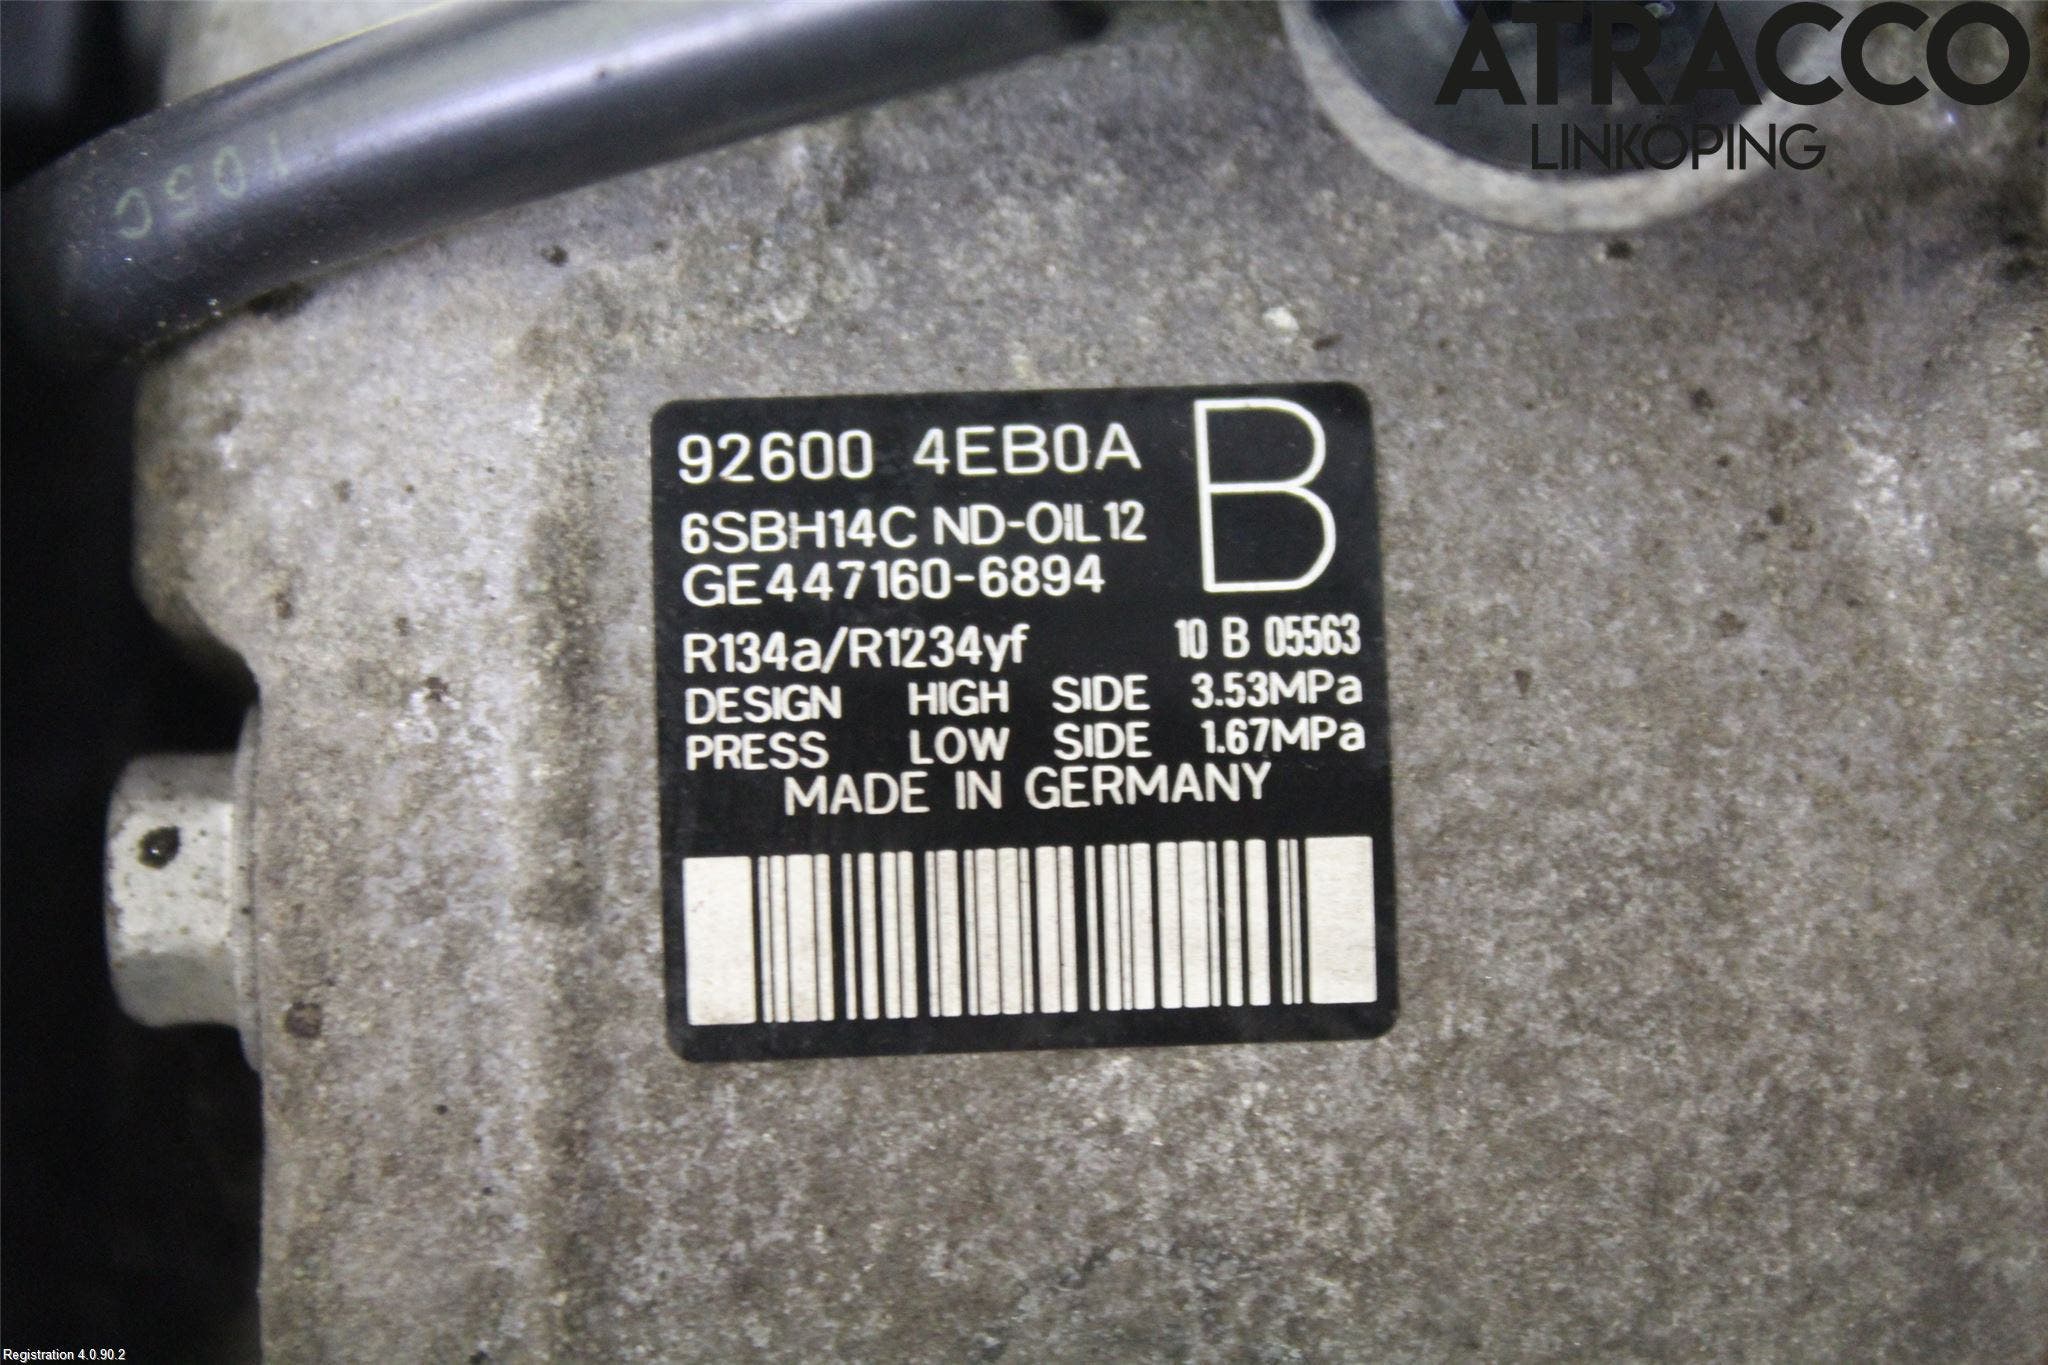 ATRACCO
LINKÖPING
105C
92600 4EB0A B
6SBH14C ND-OIL12
GE447160-6894
R134a/R1234yf 10 B 05563
DESIGN HIGH SIDE 3.53MPa
PRESS LOW SIDE 1.67MPa
MADE IN GERMANY
Registration 4.0.90.2